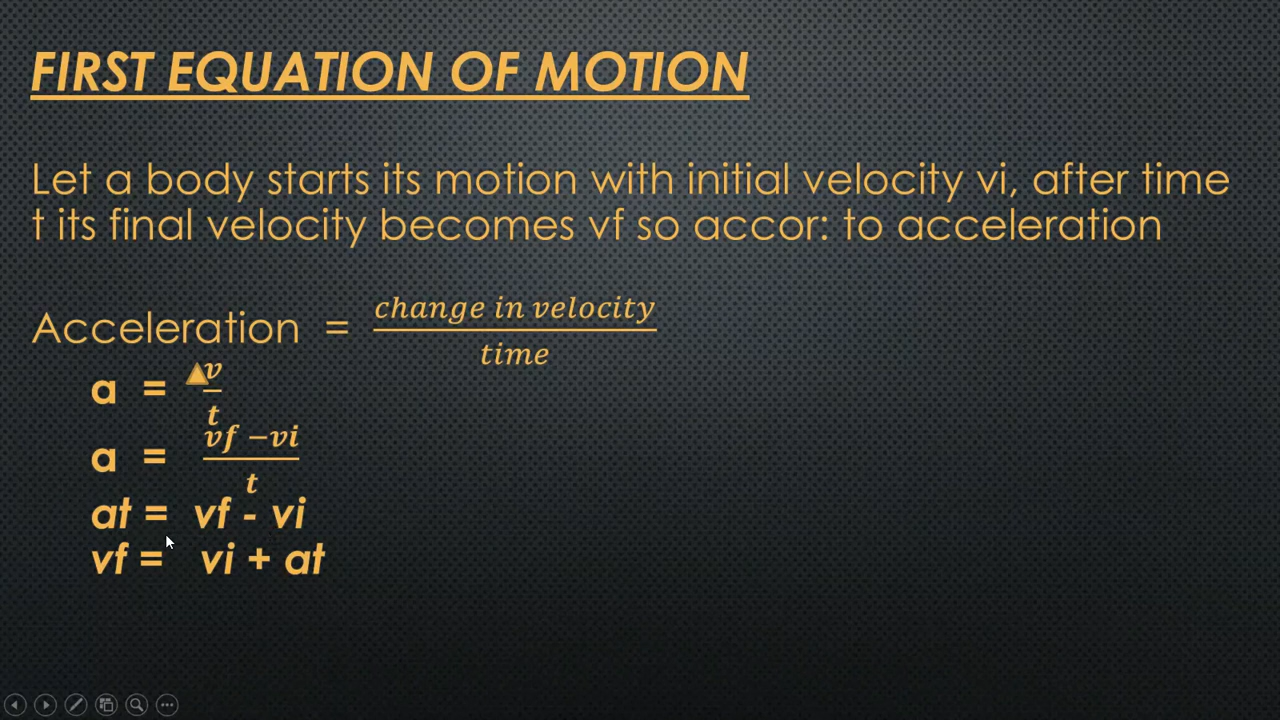 FIRST EQUATION OF MOTION
Let a body starts its motion with initial velocity vi, after time
t its final velocity becomes vf so accor: to acceleration
Acceleration = change in velocity / time
a = ▲v / t
a = vf −vi / t
at = vf - vi
vf = vi + at